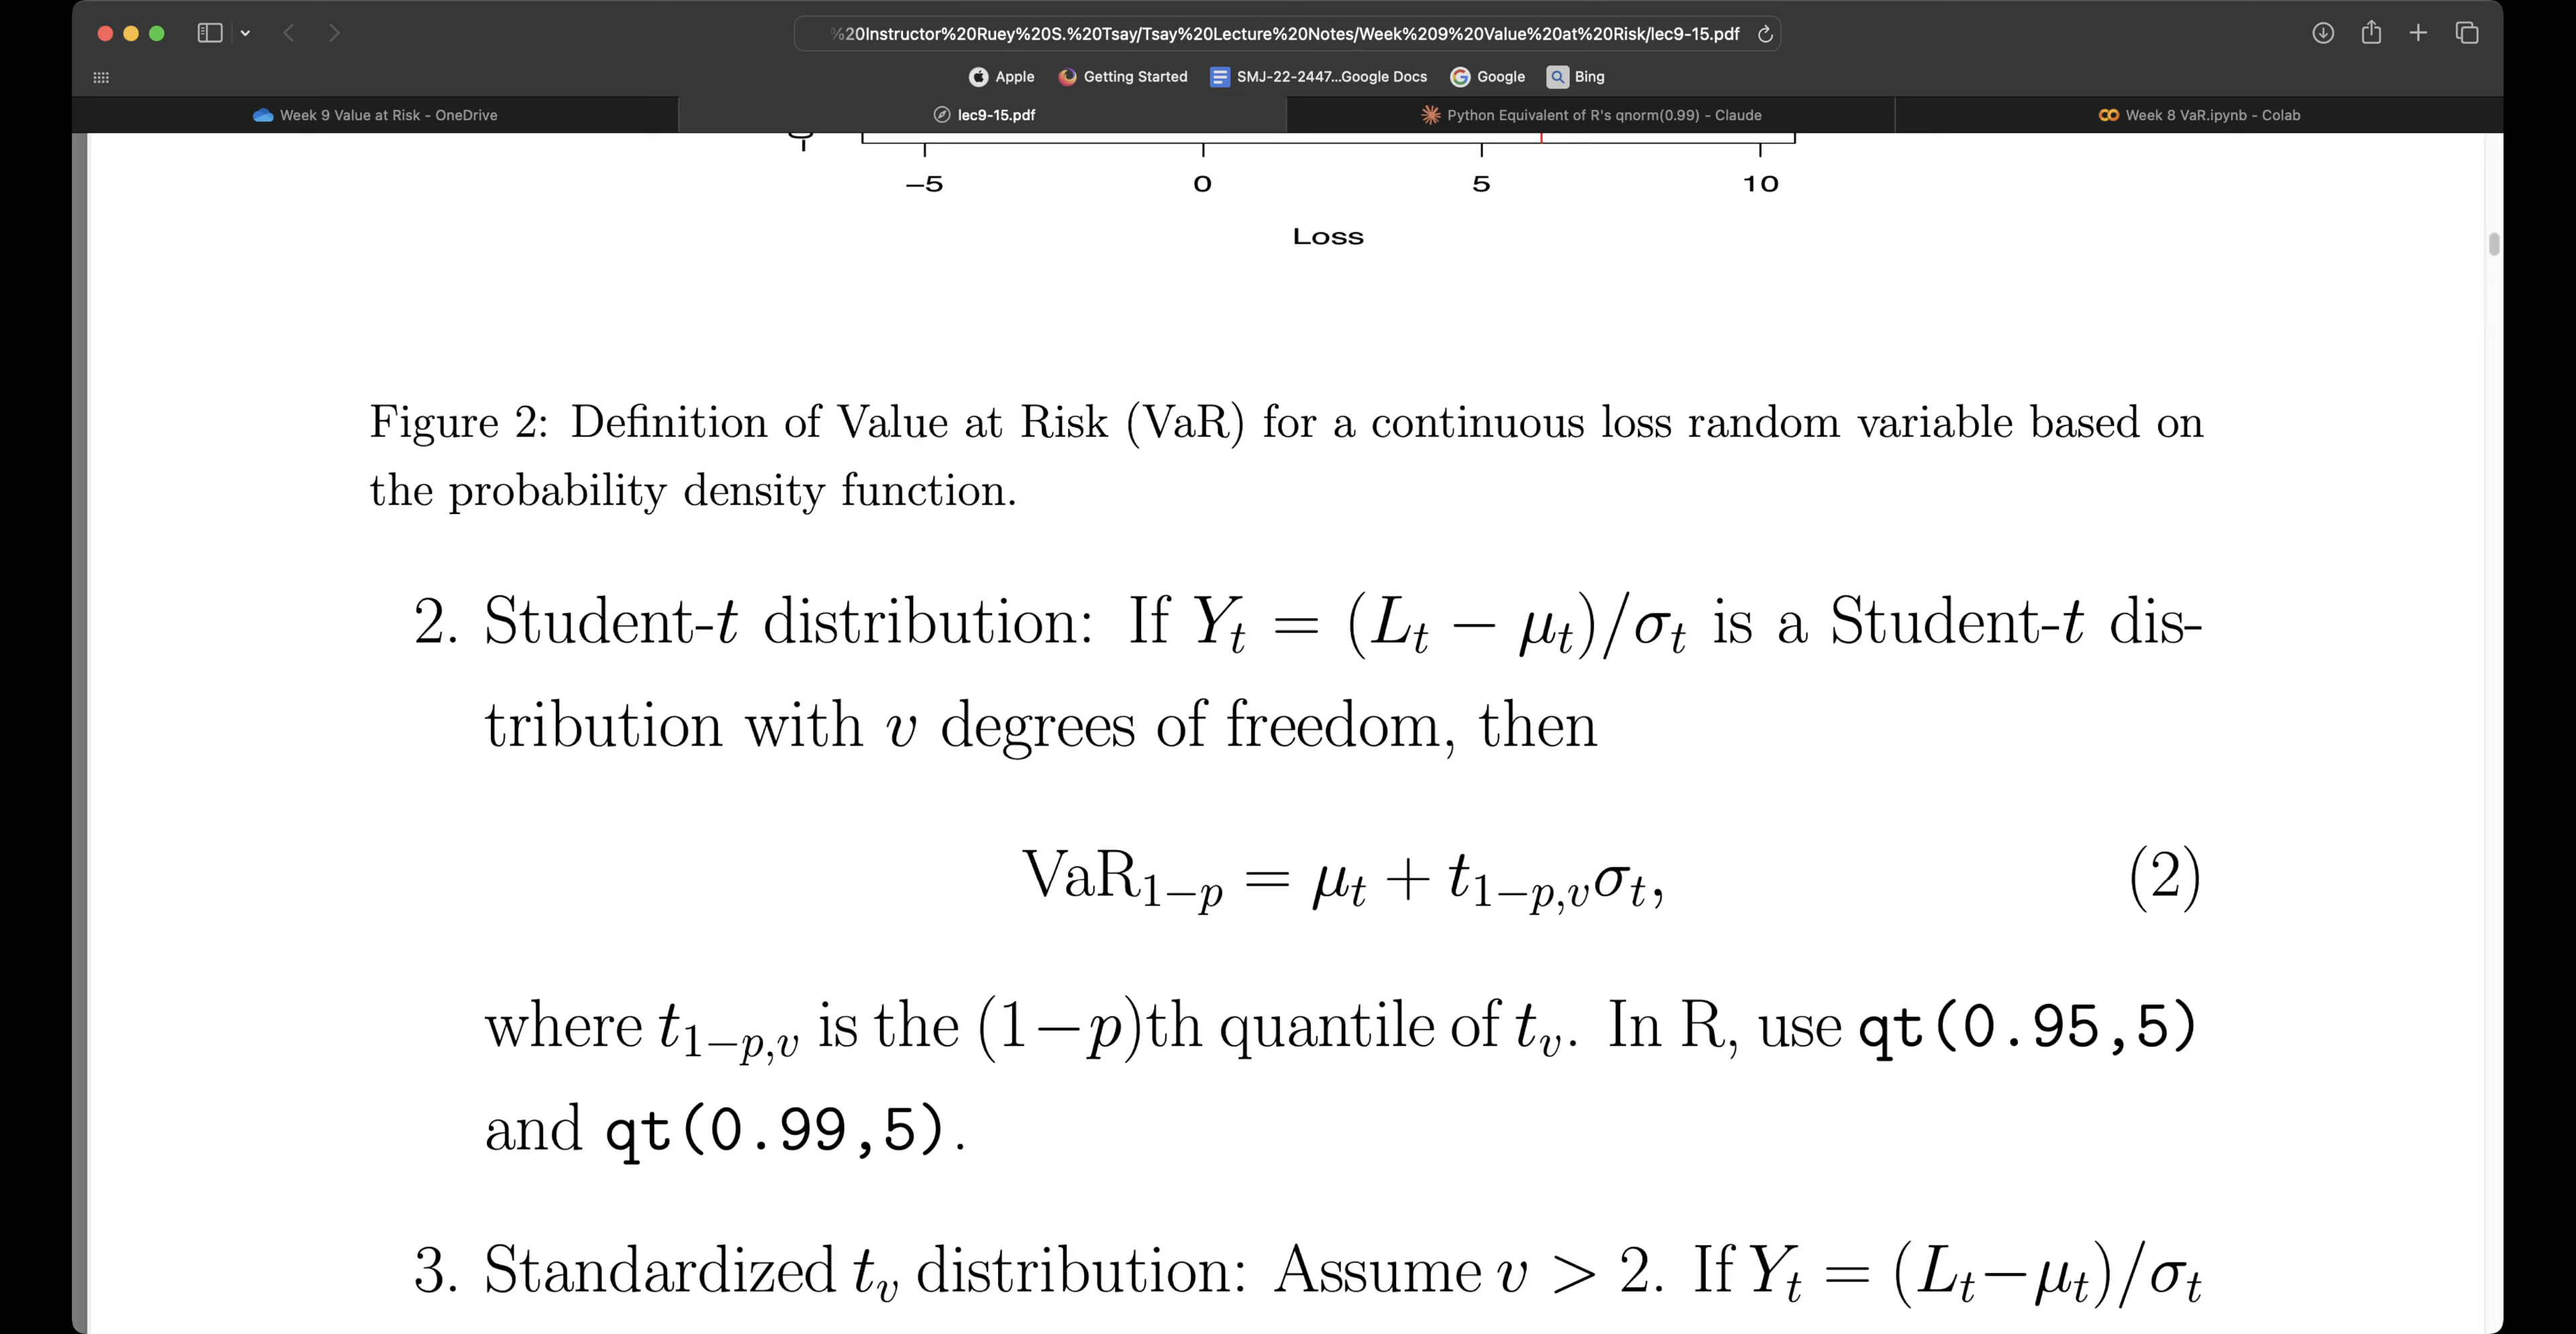 %20Instructor%20Ruey%20S.%20Tsay/Tsay%20Lecture%20Notes/Week%209%20Value%20at%20Risk/lec9-15.pdf
Apple Getting Started SMJ-22-2447...Google Docs Google Bing
Week 9 Value at Risk - OneDrive lec9-15.pdf Python Equivalent of R's qnorm(0.99) - Claude Week 8 VaR.ipynb - Colab
−5 0 5 10
Loss
Figure 2: Definition of Value at Risk (VaR) for a continuous loss random variable based on
the probability density function.
2. Student-t distribution: If Yₜ = (Lₜ − μₜ)/σₜ is a Student-t dis-
tribution with v degrees of freedom, then
VaR₁₋ₚ = μₜ + t₁₋ₚ,ᵥσₜ, (2)
where t₁₋ₚ,ᵥ is the (1−p)th quantile of tᵥ. In R, use qt(0.95,5)
and qt(0.99,5).
3. Standardized tᵥ distribution: Assume v > 2. If Yₜ = (Lₜ−μₜ)/σₜ